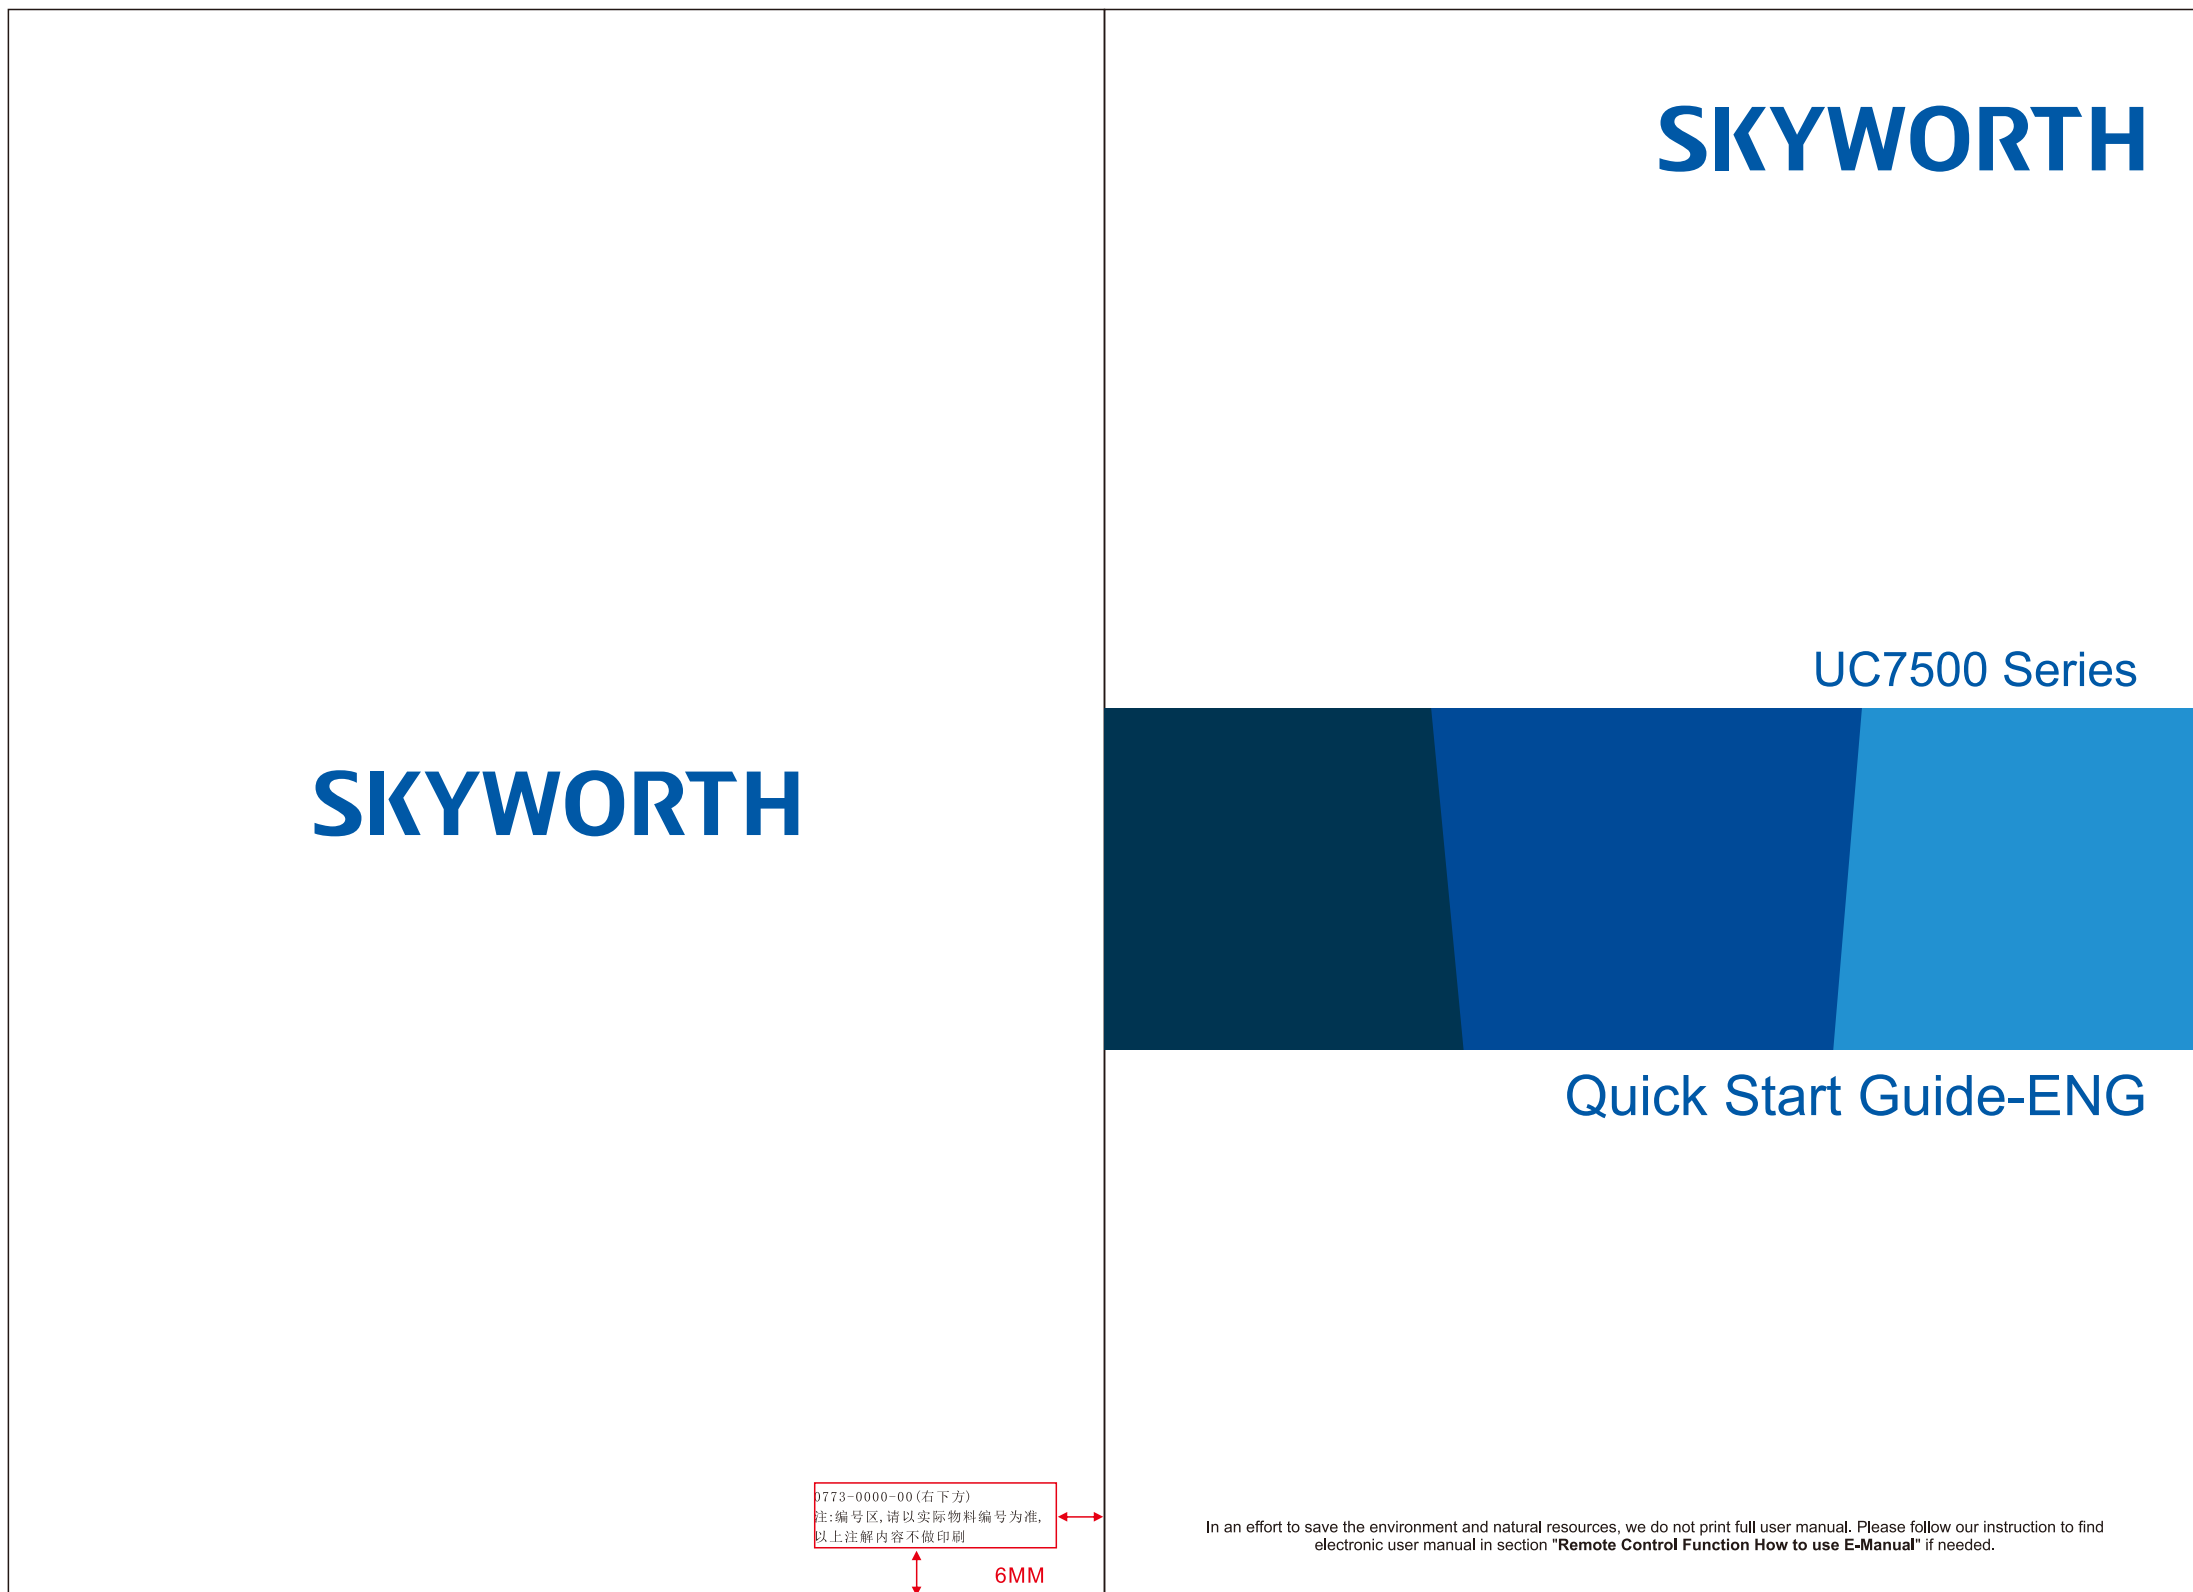 SKYWORTH
0773-0000-00(右下方)
注:编号区,请以实际物料编号为准,
以上注解内容不做印刷
6MM
SKYWORTH
UC7500 Series
Quick Start Guide-ENG
In an effort to save the environment and natural resources, we do not print full user manual. Please follow our instruction to find
electronic user manual in section "Remote Control Function How to use E-Manual" if needed.